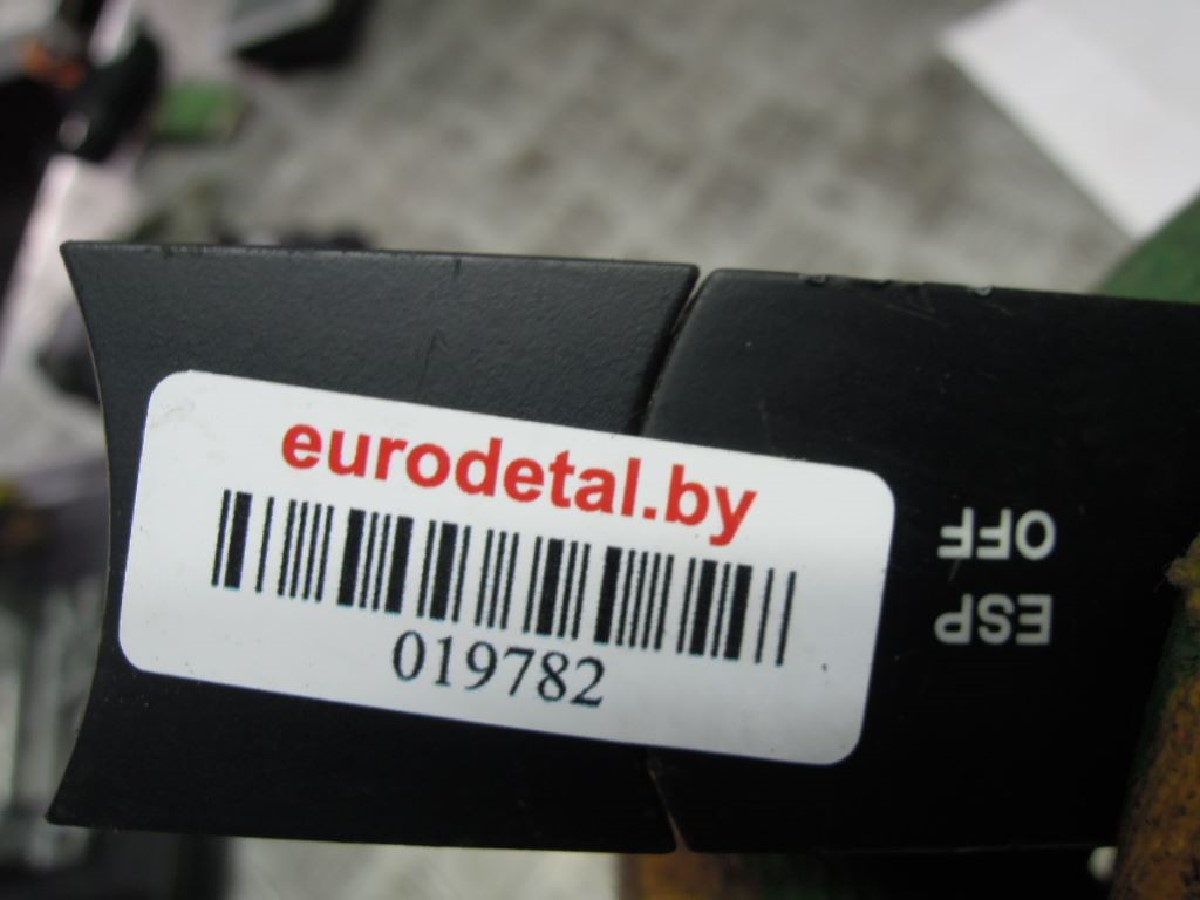 eurodetal.by
019782
ESP
OFF